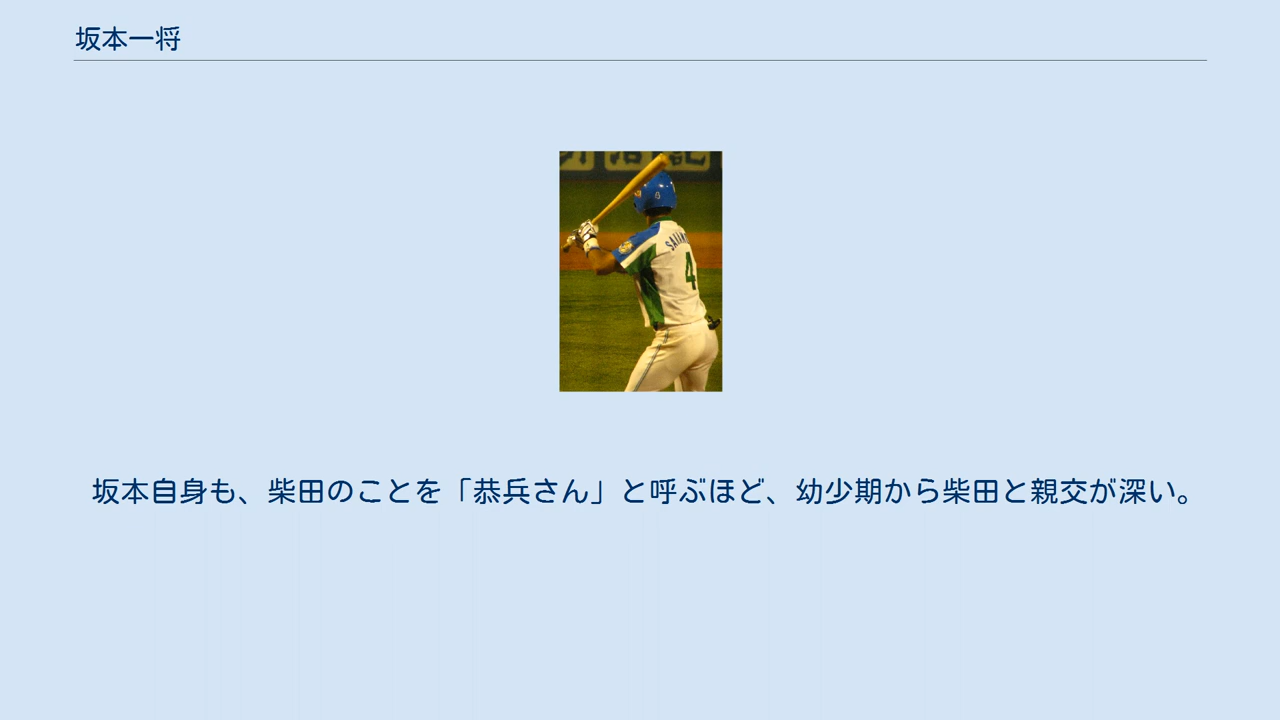 坂本一将
4
坂本自身も、柴田のことを「恭兵さん」と呼ぶほど、幼少期から柴田と親交が深い。